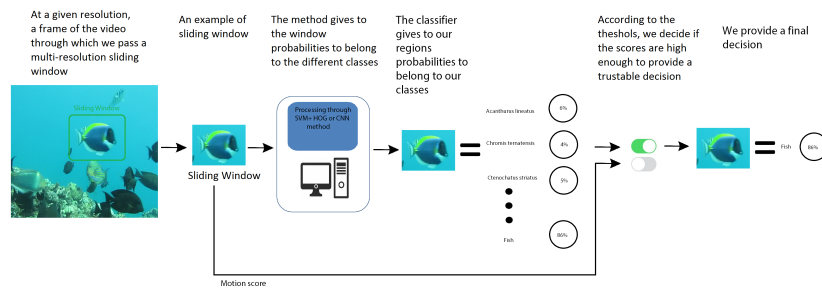 At a given resolution,
a frame of the video
through which we pass a
multi-resolution sliding
window
An example of
sliding window
The method gives to
the window
probabilities to belong
to the different classes
The classifier
gives to our
regions
probabilities to
belong to our
classes
According to the
theshols, we decide if
the scores are high
enough to provide a
trustable decision
We provide a final
decision
Sliding Window
Sliding Window
Processing through
SVM+ HOG or CNN
method
Acanthurus lineatus
6%
Chromis ternatensis
4%
Ctenochatus striatus
5%
Fish
86%
Fish
86%
Motion score